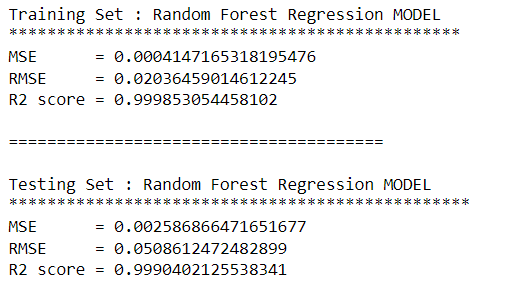 Training Set : Random Forest Regression MODEL
***********************************************
MSE      = 0.0004147165318195476
RMSE     = 0.02036459014612245
R2 score = 0.999853054458102
=======================================
Testing Set : Random Forest Regression MODEL
************************************************
MSE      = 0.002586866471651677
RMSE     = 0.0508612472482899
R2 score = 0.9990402125538341